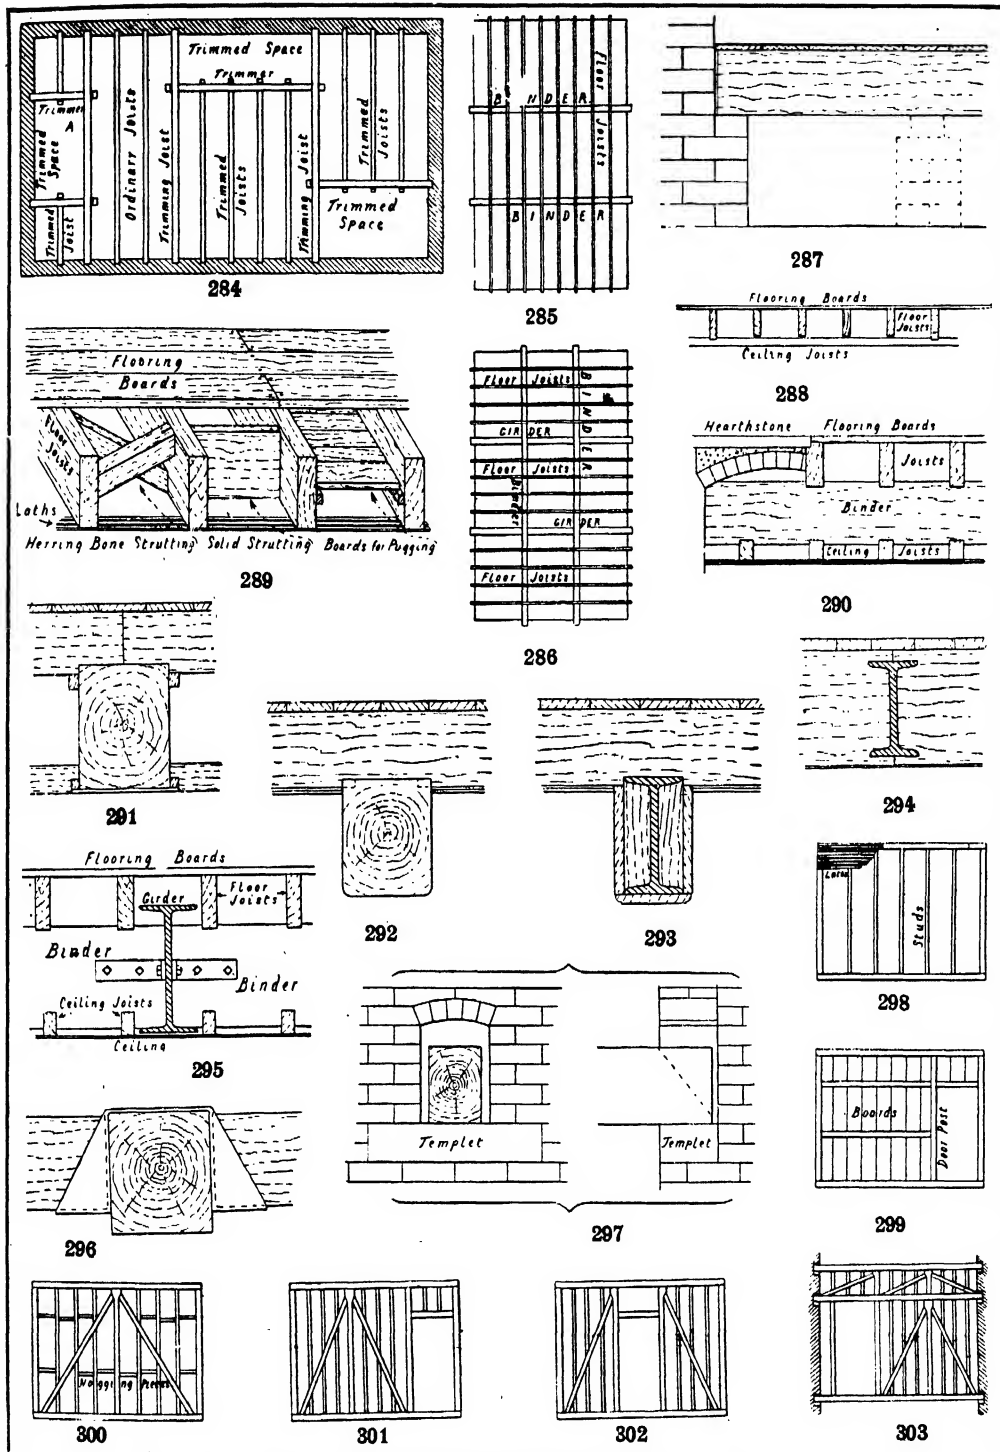 Trimmed Space
Trimmer
Trimmer
A
Trimmed Space
Trimmed Joist
Ordinary Joists
Trimming Joist
Trimmed Joists
Trimming Joist
Trimmed Joists
Trimmed Space
284
BINDER
Floor Joists
BINDER
285
287
Flooring Boards
Floor Joists
Ceiling Joists
288
Flooring
Boards
Floor Joists
Laths
Herring Bone Strutting Solid Strutting Boards for Pugging
289
Floor Joists
BINDER
GIRDER
Floor Joists
GIRDER
Floor Joists
286
Hearthstone Flooring Boards
Joists
Binder
Ceiling Joists
290
291
292
293
294
Flooring Boards
Girder
Floor Joists
Binder
Binder
Ceiling Joists
Ceiling
295
Templet
Templet
297
Laths
Studs
298
Boards
Door Post
299
296
Nogging Pieces
300
301
302
303